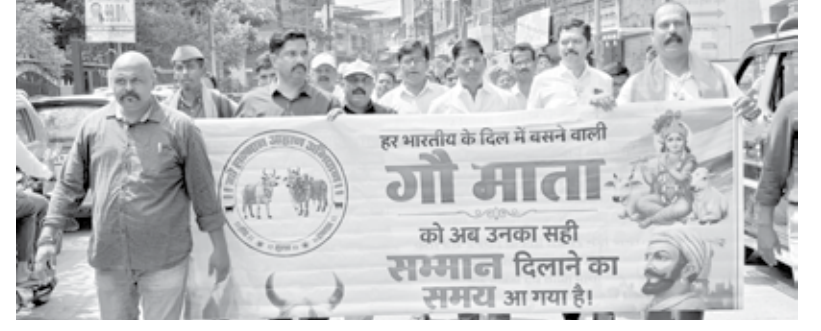 हर भारतीय के दिल में बसने वाली
गौ माता
को अब उनका सही
सम्मान दिलाने का
समय आ गया है!